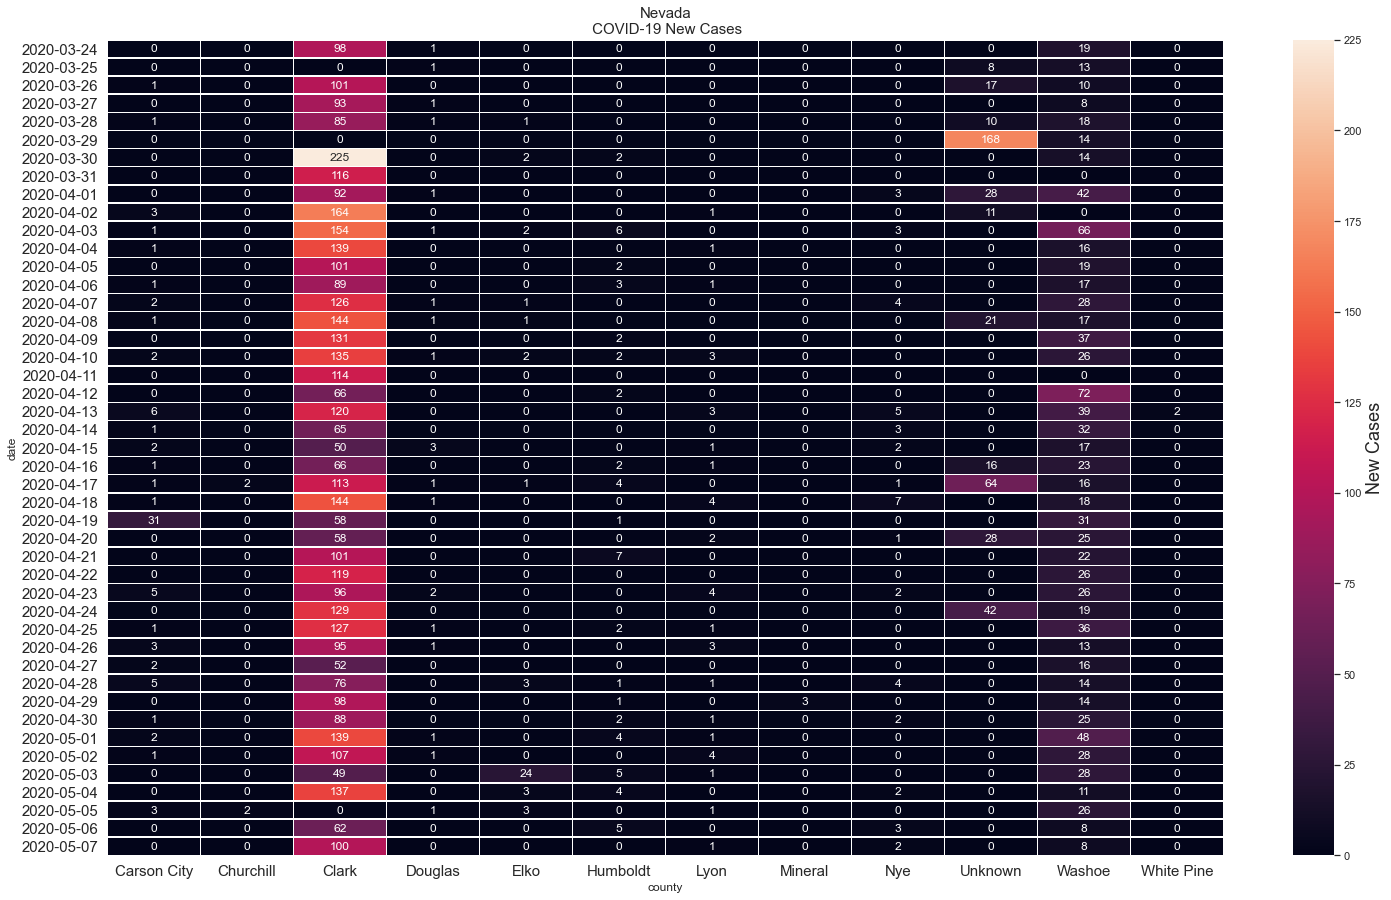 Nevada
COVID-19 New Cases
2020-03-24 0 0 98 1 0 0 0 0 0 0 19 0
2020-03-25 0 0 0 1 0 0 0 0 0 8 13 0
2020-03-26 1 0 101 0 0 0 0 0 0 17 10 0
2020-03-27 0 0 93 1 0 0 0 0 0 0 8 0
2020-03-28 1 0 85 1 1 0 0 0 0 10 18 0
2020-03-29 0 0 0 0 0 0 0 0 0 168 14 0
2020-03-30 0 0 225 0 2 2 0 0 0 0 14 0
2020-03-31 0 0 116 0 0 0 0 0 0 0 0 0
2020-04-01 0 0 92 1 0 0 0 0 3 28 42 0
2020-04-02 3 0 164 0 0 0 1 0 0 11 0 0
2020-04-03 1 0 154 1 2 6 0 0 3 0 66 0
2020-04-04 1 0 139 0 0 0 1 0 0 0 16 0
2020-04-05 0 0 101 0 0 2 0 0 0 0 19 0
2020-04-06 1 0 89 0 0 3 1 0 0 0 17 0
2020-04-07 2 0 126 1 1 0 0 0 4 0 28 0
2020-04-08 1 0 144 1 1 0 0 0 0 21 17 0
2020-04-09 0 0 131 0 0 2 0 0 0 0 37 0
2020-04-10 2 0 135 1 2 2 3 0 0 0 26 0
2020-04-11 0 0 114 0 0 0 0 0 0 0 0 0
2020-04-12 0 0 66 0 0 2 0 0 0 0 72 0
2020-04-13 6 0 120 0 0 0 3 0 5 0 39 2
2020-04-14 1 0 65 0 0 0 0 0 3 0 32 0
2020-04-15 2 0 50 3 0 0 1 0 2 0 17 0
2020-04-16 1 0 66 0 0 2 1 0 0 16 23 0
2020-04-17 1 2 113 1 1 4 0 0 1 64 16 0
2020-04-18 1 0 144 1 0 0 4 0 7 0 18 0
2020-04-19 31 0 58 0 0 1 0 0 0 0 31 0
2020-04-20 0 0 58 0 0 0 2 0 1 28 25 0
2020-04-21 0 0 101 0 0 7 0 0 0 0 22 0
2020-04-22 0 0 119 0 0 0 0 0 0 0 26 0
2020-04-23 5 0 96 2 0 0 4 0 2 0 26 0
2020-04-24 0 0 129 0 0 0 0 0 0 42 19 0
2020-04-25 1 0 127 1 0 2 1 0 0 0 36 0
2020-04-26 3 0 95 1 0 0 3 0 0 0 13 0
2020-04-27 2 0 52 0 0 0 0 0 0 0 16 0
2020-04-28 5 0 76 0 3 1 1 0 4 0 14 0
2020-04-29 0 0 98 0 0 1 0 3 0 0 14 0
2020-04-30 1 0 88 0 0 2 1 0 2 0 25 0
2020-05-01 2 0 139 1 0 4 1 0 0 0 48 0
2020-05-02 1 0 107 1 0 0 4 0 0 0 28 0
2020-05-03 0 0 49 0 24 5 1 0 0 0 28 0
2020-05-04 0 0 137 0 3 4 0 0 2 0 11 0
2020-05-05 3 2 0 1 3 0 1 0 0 0 26 0
2020-05-06 0 0 62 0 0 5 0 0 3 0 8 0
2020-05-07 0 0 100 0 0 0 1 0 2 0 8 0
Carson City Churchill Clark Douglas Elko Humboldt Lyon Mineral Nye Unknown Washoe White Pine
county
date
225
200
175
150
125
100
75
50
25
0
New Cases